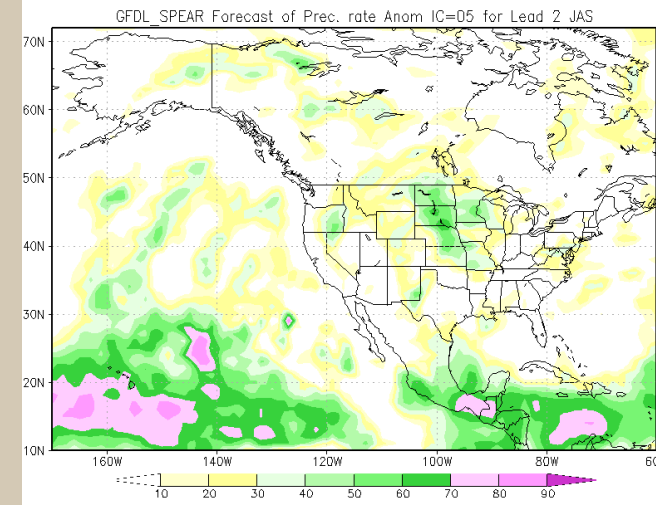 GFDL_SPEAR Forecast of Prec. rate Anom IC=05 for Lead 2 JAS
70N
60N
50N
40N
30N
20N
10N
160W 140W 120W 100W 80W 60
10 20 30 40 50 60 70 80 90